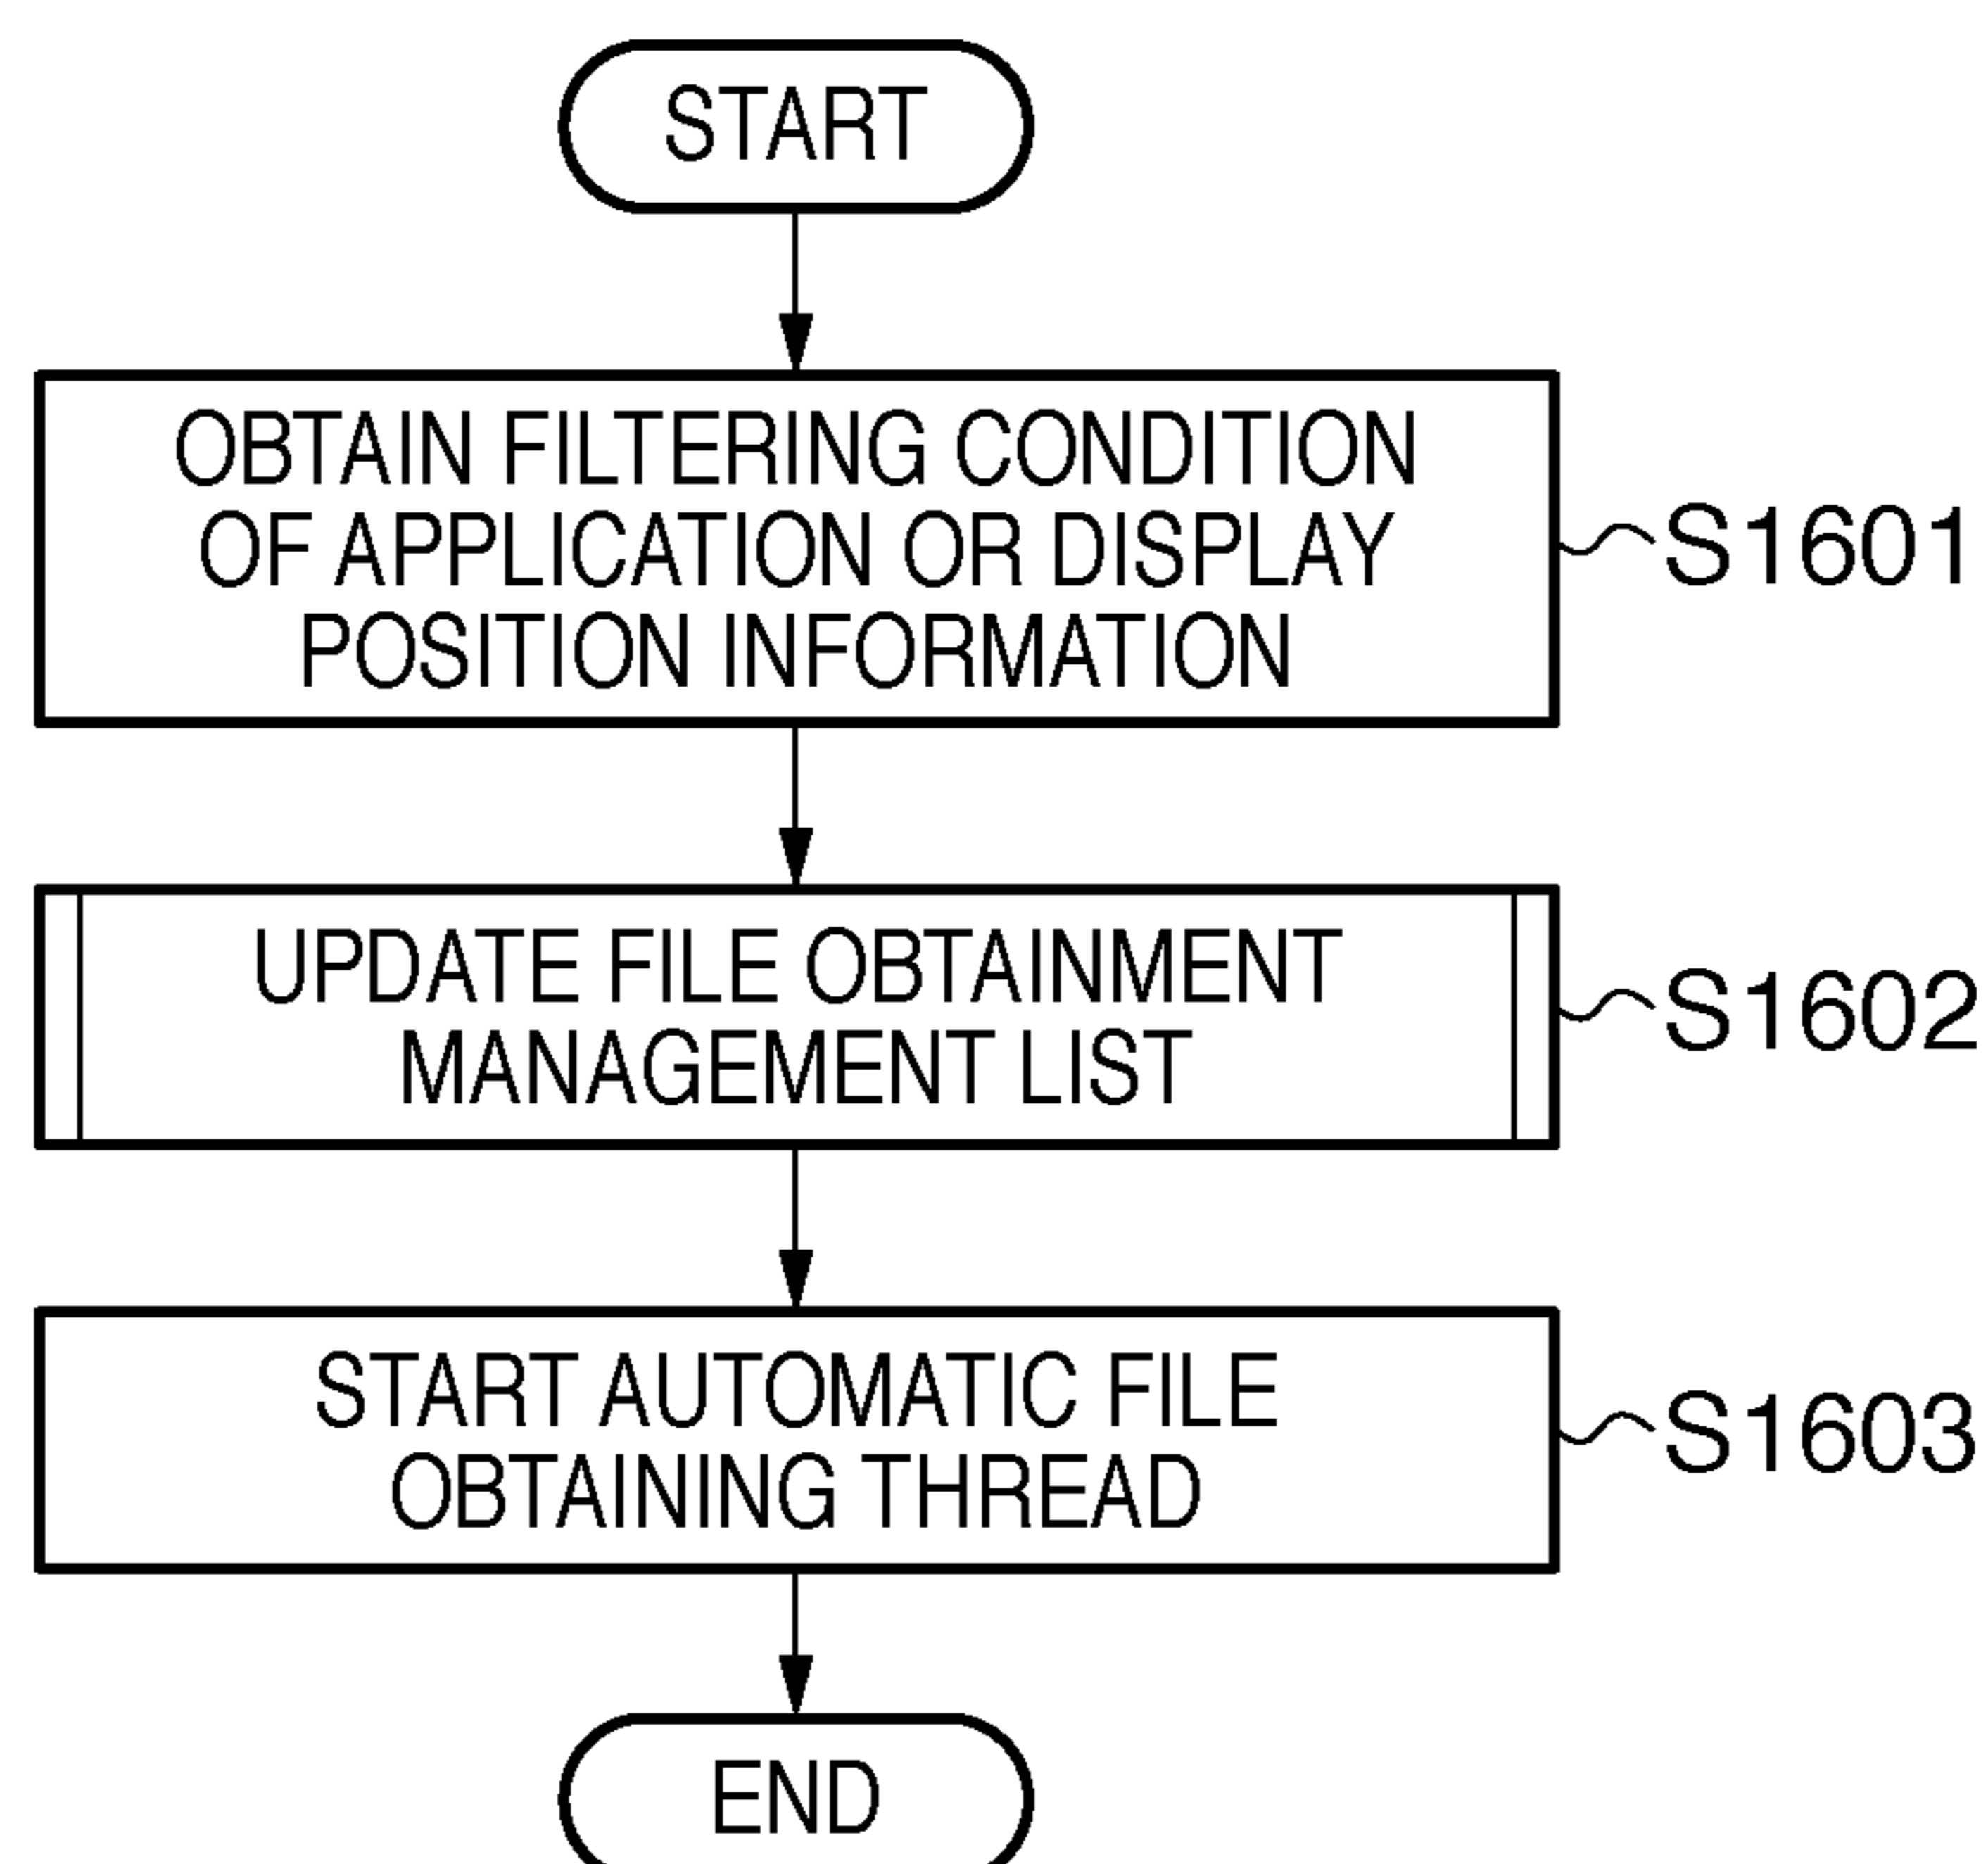 START
OBTAIN FILTERING CONDITION
OF APPLICATION OR DISPLAY
POSITION INFORMATION
S1601
UPDATE FILE OBTAINMENT
MANAGEMENT LIST
S1602
START AUTOMATIC FILE
OBTAINING THREAD
S1603
END